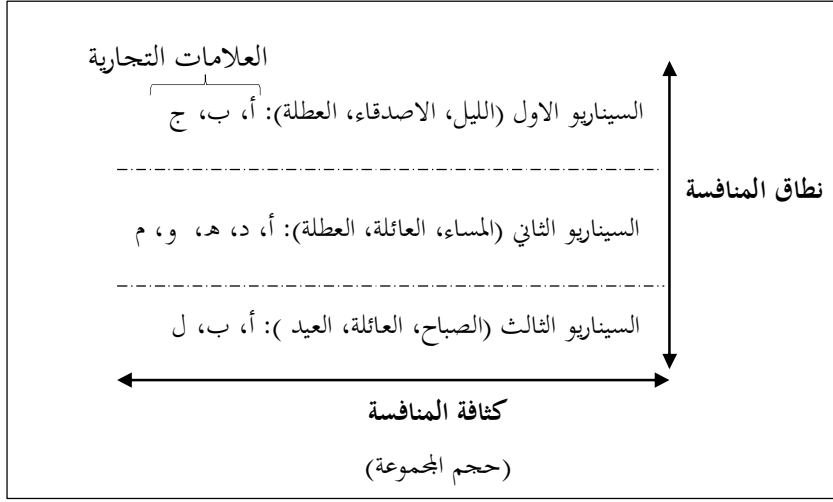 العلامات التجارية
السيناريو الاول (الليل، الاصدقاء، العطلة): أ، ب، ج
نطاق المنافسة
السيناريو الثاني (المساء، العائلة، العطلة): أ، د، هـ، و، م
السيناريو الثالث (الصباح، العائلة، العيد ): أ، ب، ل
كثافة المنافسة
(حجم المجموعة)